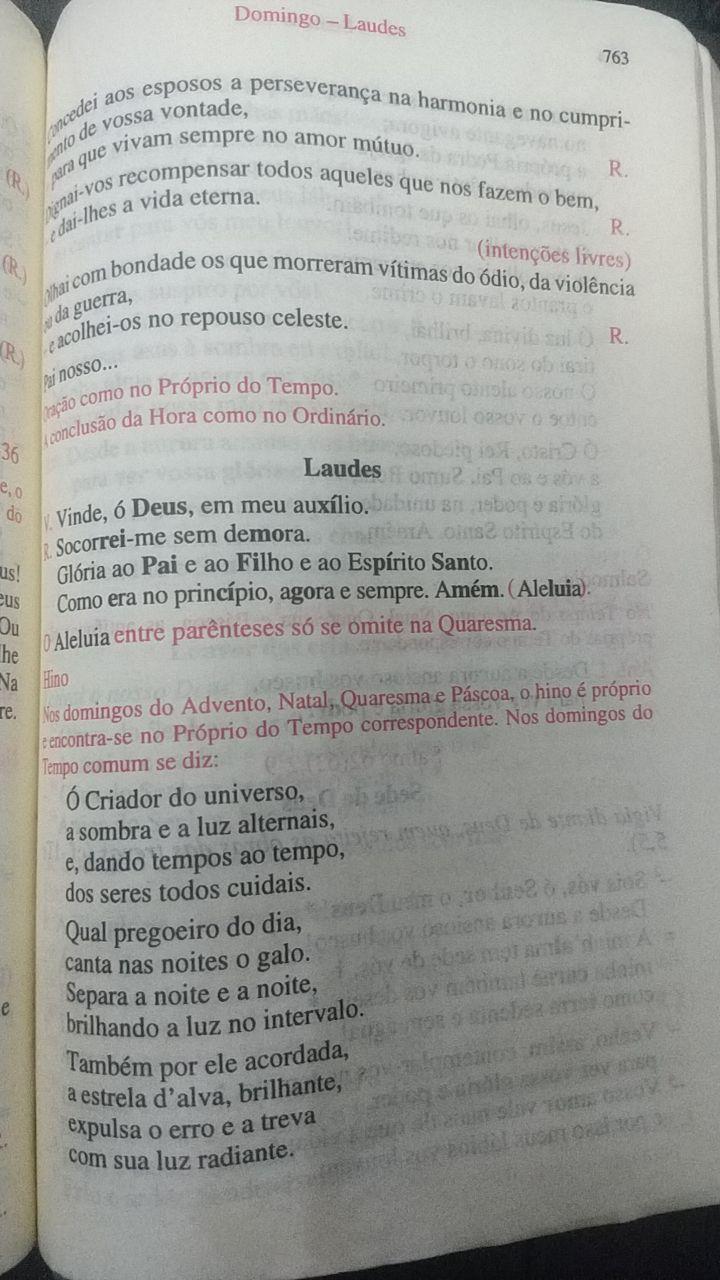 Domingo – Laudes
763
Concedei aos esposos a perseverança na harmonia e no cumpri-
mento de vossa vontade,
para que vivam sempre no amor mútuo. R.
Dignai-vos recompensar todos aqueles que nos fazem o bem,
– e dai-lhes a vida eterna. R.
(intenções livres)
Olhai com bondade os que morreram vítimas do ódio, da violência
ou da guerra,
– e acolhei-os no repouso celeste. R.
Pai nosso...
Oração como no Próprio do Tempo.
A conclusão da Hora como no Ordinário.
Laudes
V. Vinde, ó Deus, em meu auxílio.
R. Socorrei-me sem demora.
Glória ao Pai e ao Filho e ao Espírito Santo.
Como era no princípio, agora e sempre. Amém. (Aleluia).
O Aleluia entre parênteses só se omite na Quaresma.
Hino
Nos domingos do Advento, Natal, Quaresma e Páscoa, o hino é próprio
e encontra-se no Próprio do Tempo correspondente. Nos domingos do
Tempo comum se diz:
Ó Criador do universo,
a sombra e a luz alternais,
e, dando tempos ao tempo,
dos seres todos cuidais.
Qual pregoeiro do dia,
canta nas noites o galo.
Separa a noite e a noite,
brilhando a luz no intervalo.
Também por ele acordada,
a estrela d'alva, brilhante,
expulsa o erro e a treva
com sua luz radiante.